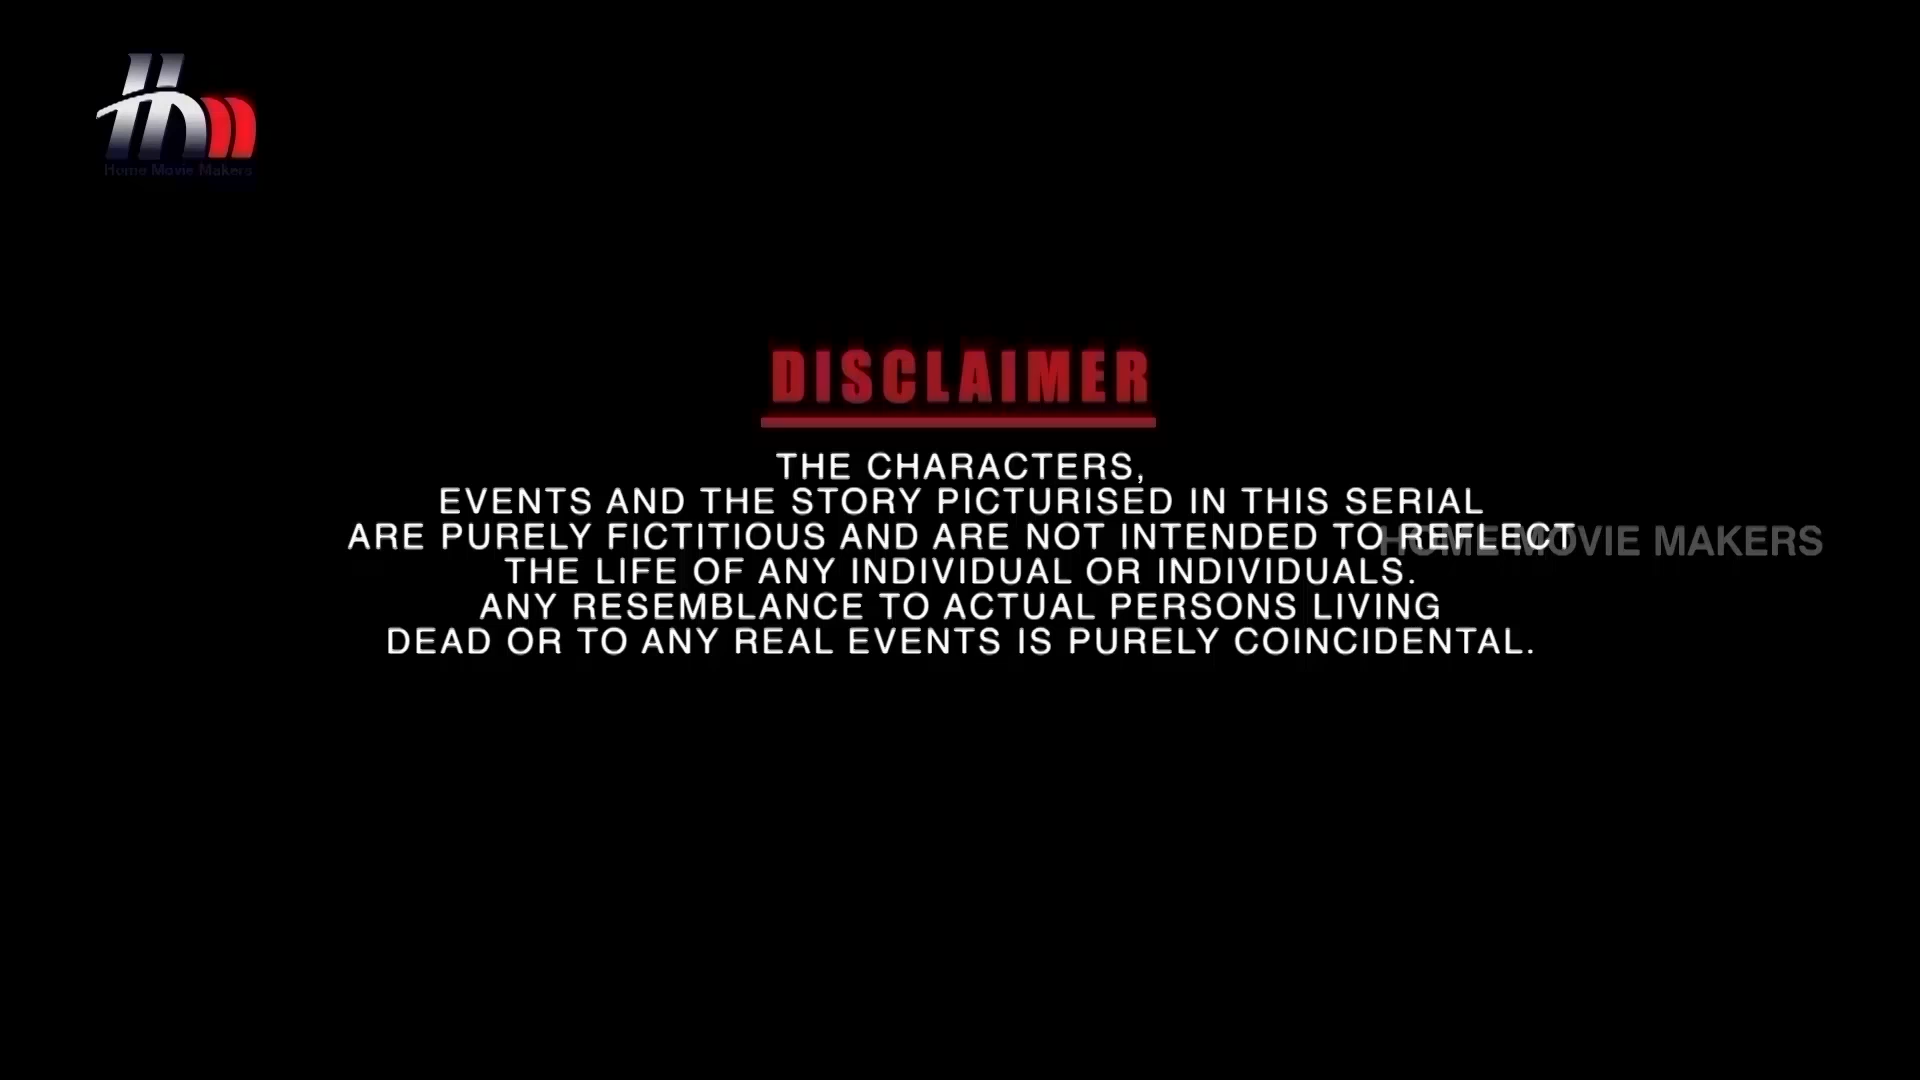 Home Movie Makers
DISCLAIMER
THE CHARACTERS,
EVENTS AND THE STORY PICTURISED IN THIS SERIAL
ARE PURELY FICTITIOUS AND ARE NOT INTENDED TO REFLECT
HOME MOVIE MAKERS
THE LIFE OF ANY INDIVIDUAL OR INDIVIDUALS.
ANY RESEMBLANCE TO ACTUAL PERSONS LIVING
DEAD OR TO ANY REAL EVENTS IS PURELY COINCIDENTAL.